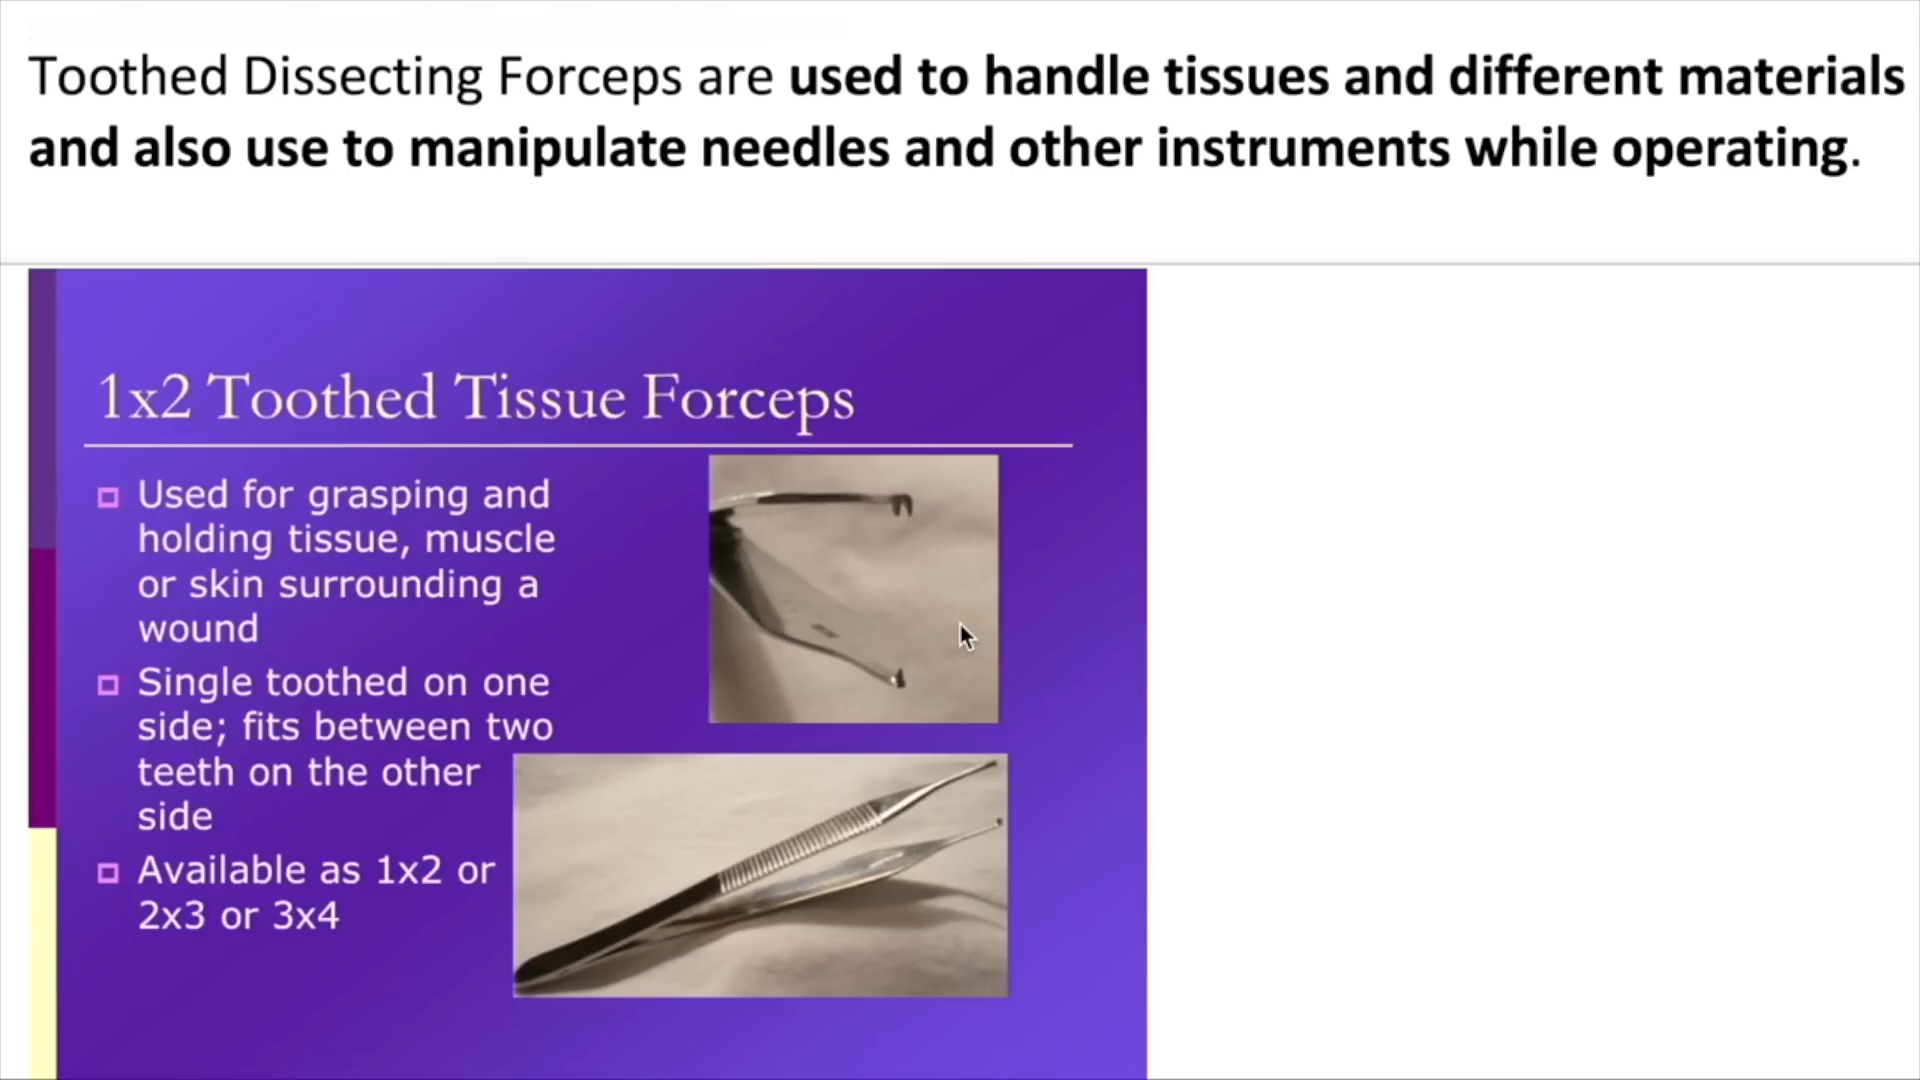 Toothed Dissecting Forceps are used to handle tissues and different materials
and also use to manipulate needles and other instruments while operating.
1x2 Toothed Tissue Forceps
Used for grasping and
holding tissue, muscle
or skin surrounding a
wound
Single toothed on one
side; fits between two
teeth on the other
side
Available as 1x2 or
2x3 or 3x4